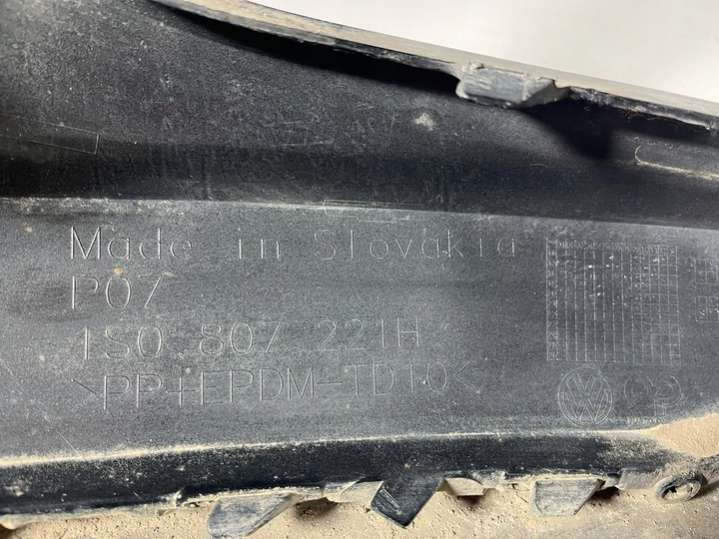 Made in Slovakia
P07
1S0 807 221H
>PP+EPDM-TD10<